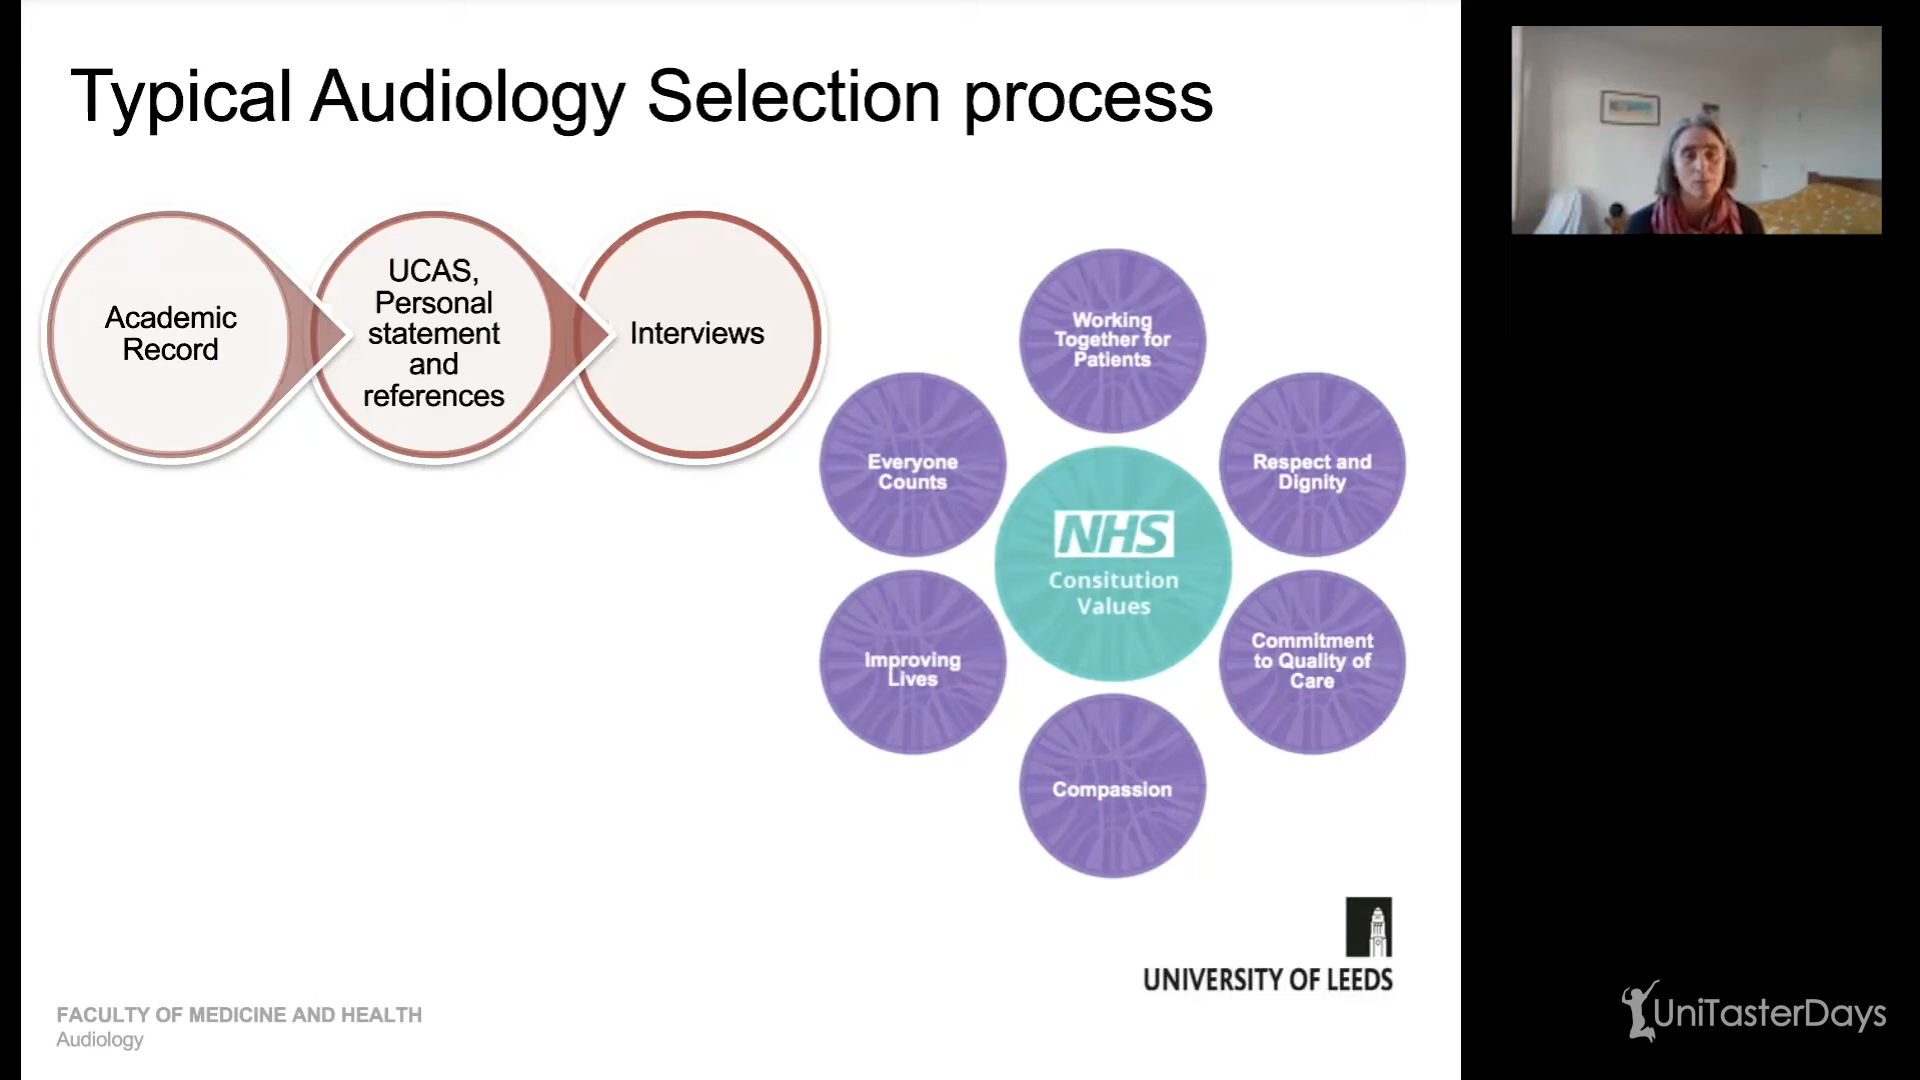 Typical Audiology Selection process
Academic
Record
UCAS,
Personal
statement
and
references
Interviews
Working
Together for
Patients
Everyone
Counts
Respect and
Dignity
NHS
Consitution
Values
Improving
Lives
Commitment
to Quality of
Care
Compassion
UNIVERSITY OF LEEDS
FACULTY OF MEDICINE AND HEALTH
Audiology
UniTasterDays